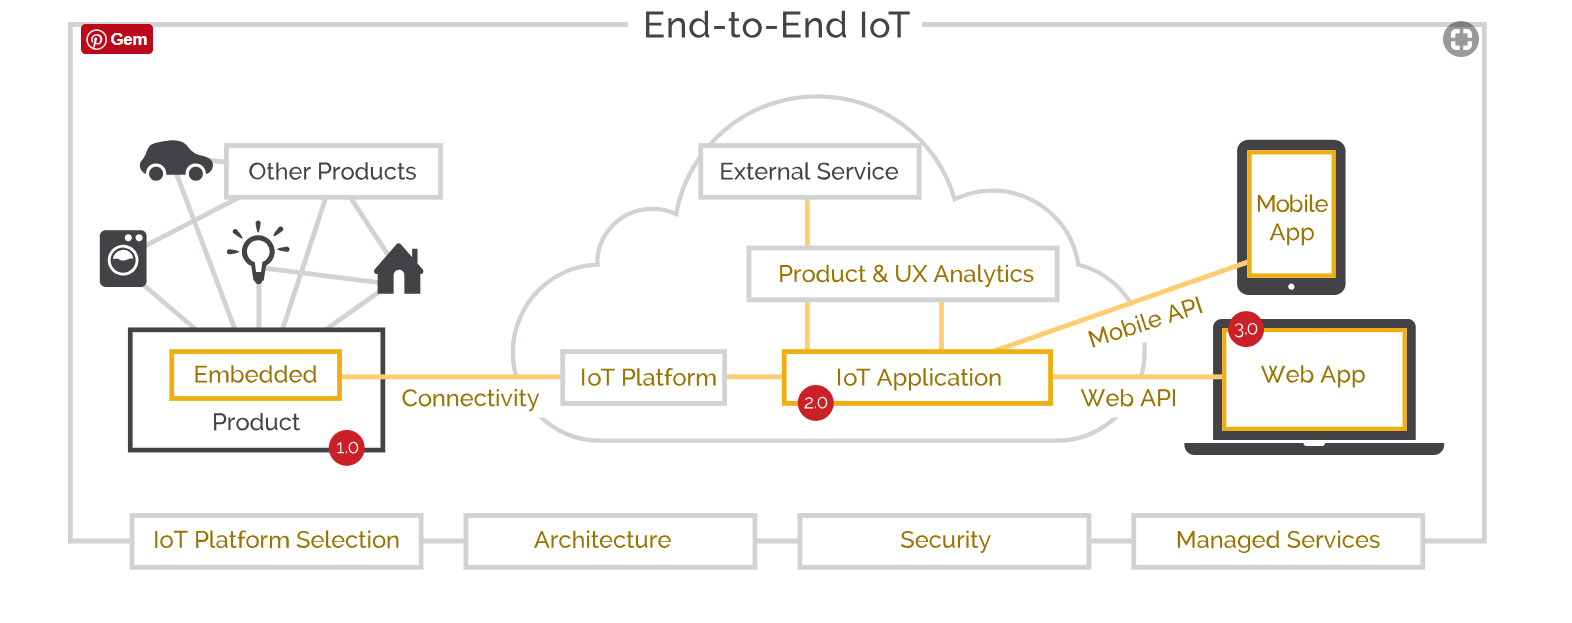 End-to-End IoT
Gem
Other Products
External Service
Mobile
App
Product & UX Analytics
Mobile API
3.0
Embedded
Connectivity
IoT Platform
IoT Application
Web API
Web App
2.0
Product
1.0
IoT Platform Selection
Architecture
Security
Managed Services